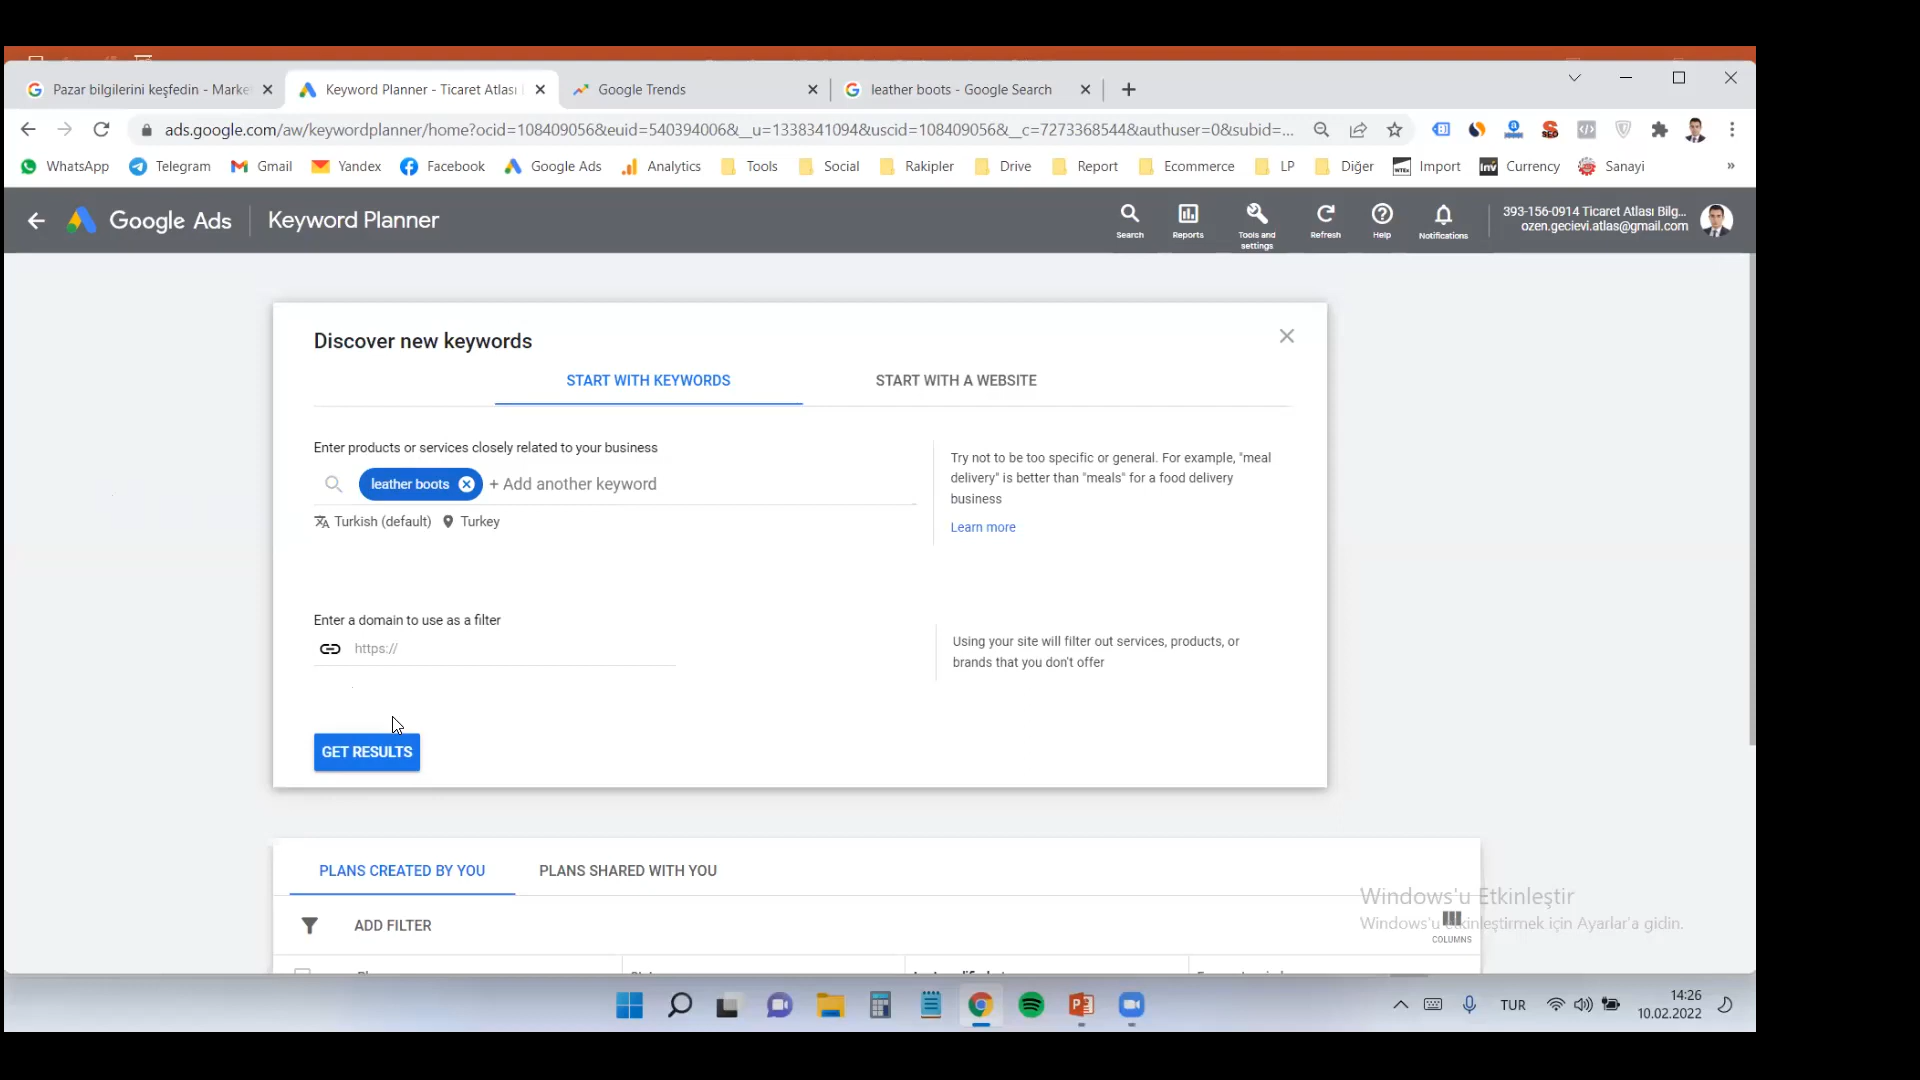 Pazar bilgilerini keşfedin - Marke
Keyword Planner - Ticaret Atlası
Google Trends
leather boots - Google Search
ads.google.com/aw/keywordplanner/home?ocid=108409056&euid=540394006&__u=1338341094&uscid=108409056&__c=7273368544&authuser=0&subid=...
WhatsApp
Telegram
Gmail
Yandex
Facebook
Google Ads
Analytics
Tools
Social
Rakipler
Drive
Report
Ecommerce
LP
Diğer
Import
Currency
Sanayi
»
Google Ads
Keyword Planner
Search
Reports
Tools and settings
Refresh
Help
Notifications
393-156-0914 Ticaret Atlası Bilg...
ozen.gecievi.atlas@gmail.com
Discover new keywords
START WITH KEYWORDS
START WITH A WEBSITE
Enter products or services closely related to your business
leather boots
+ Add another keyword
Turkish (default)
Turkey
Try not to be too specific or general. For example, "meal
delivery" is better than "meals" for a food delivery
business
Learn more
Enter a domain to use as a filter
https://
Using your site will filter out services, products, or
brands that you don't offer
GET RESULTS
PLANS CREATED BY YOU
PLANS SHARED WITH YOU
ADD FILTER
COLUMNS
Windows'u Etkinleştir
Windows'u etkinleştirmek için Ayarlar'a gidin.
TUR
14:26
10.02.2022